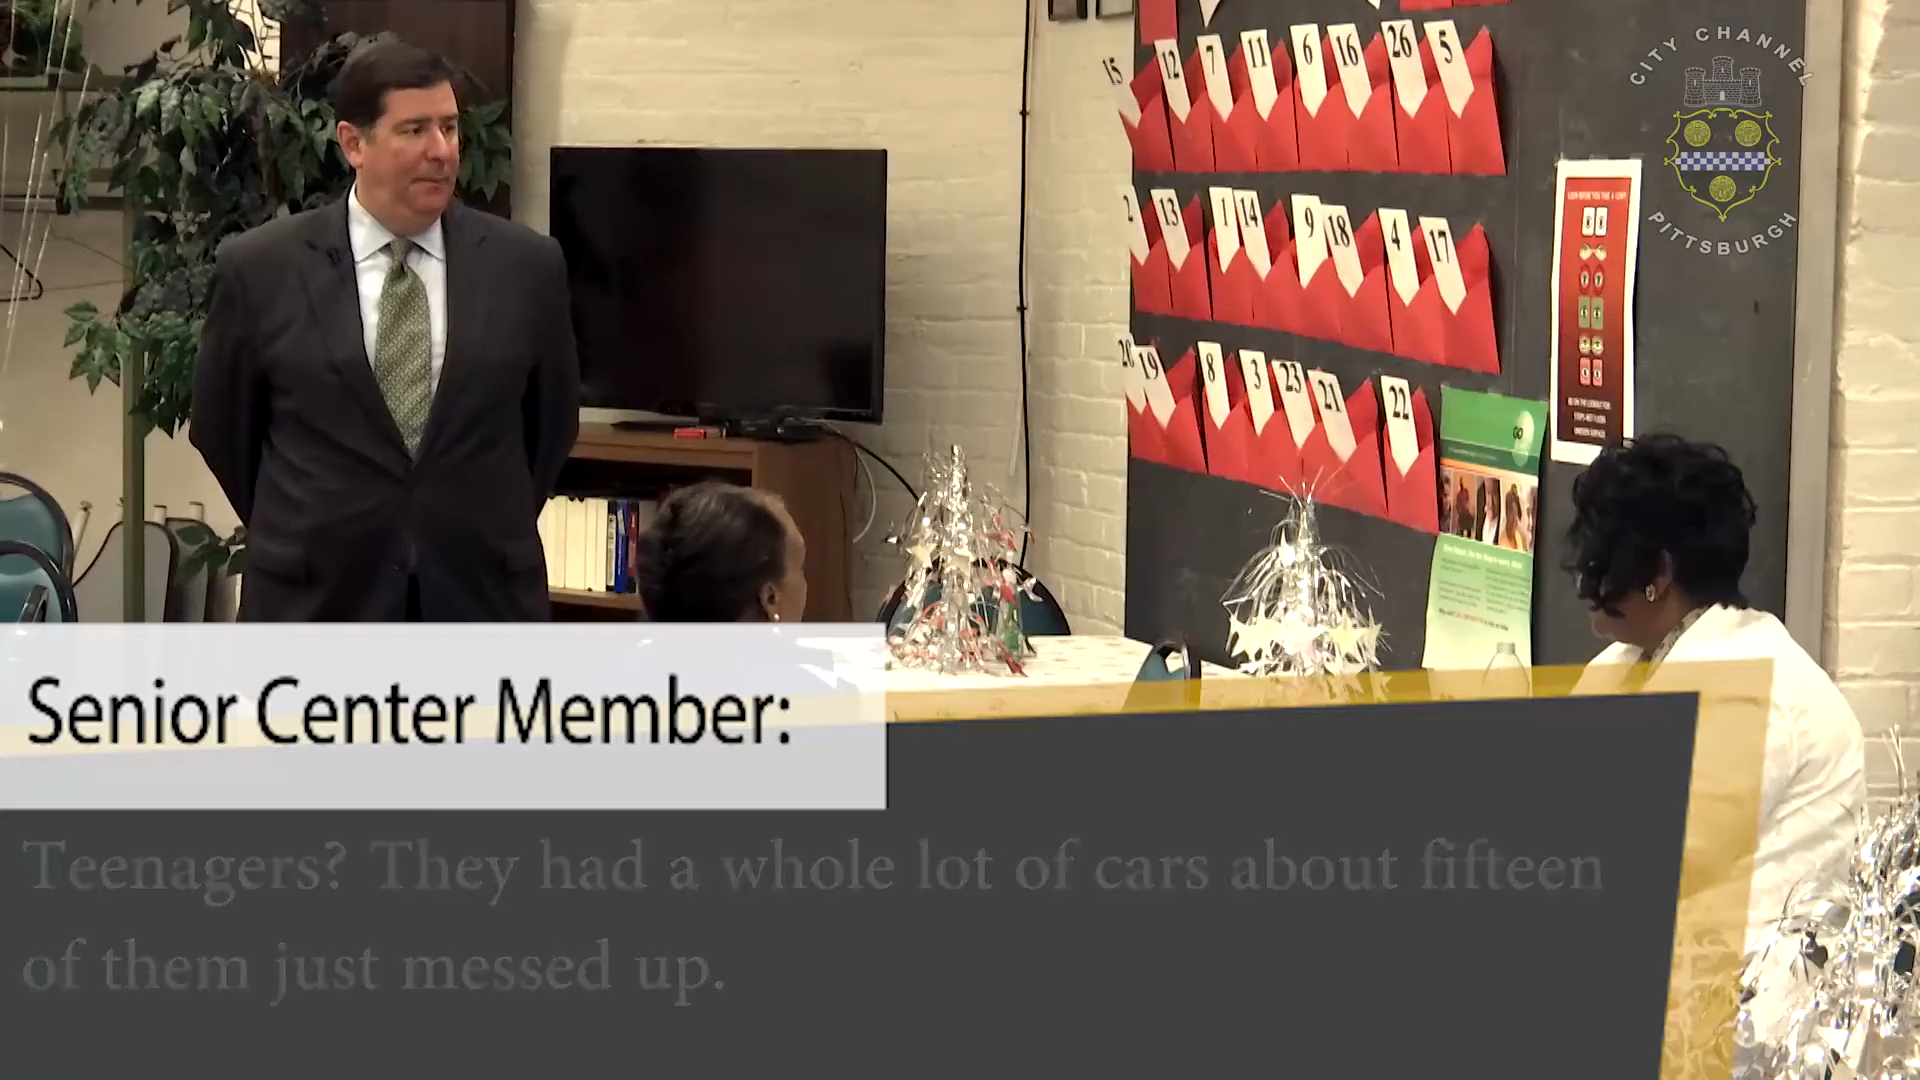 CITY CHANNEL
PITTSBURGH
15 12 7 11 6 16 26 5
2 13 1 14 9 18 4 17
20 19 8 3 23 21 22
GO
Senior Center Member:
Teenagers? They had a whole lot of cars about fifteen
of them just messed up.